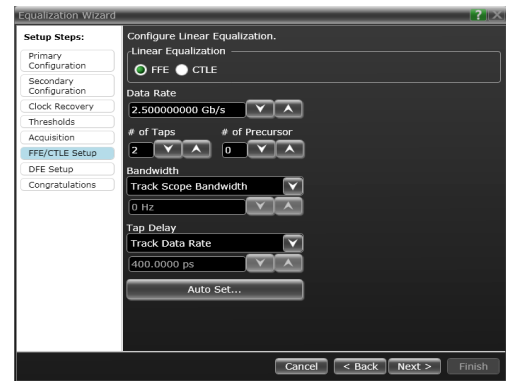 Equalization Wizard
?
X
Setup Steps:
Primary
Configuration
Secondary
Configuration
Clock Recovery
Thresholds
Acquisition
FFE/CTLE Setup
DFE Setup
Congratulations
Configure Linear Equalization.
Linear Equalization
FFE CTLE
Data Rate
2.500000000 Gb/s
# of Taps # of Precursor
2 0
Bandwidth
Track Scope Bandwidth
0 Hz
Tap Delay
Track Data Rate
400.0000 ps
Auto Set...
Cancel < Back Next > Finish